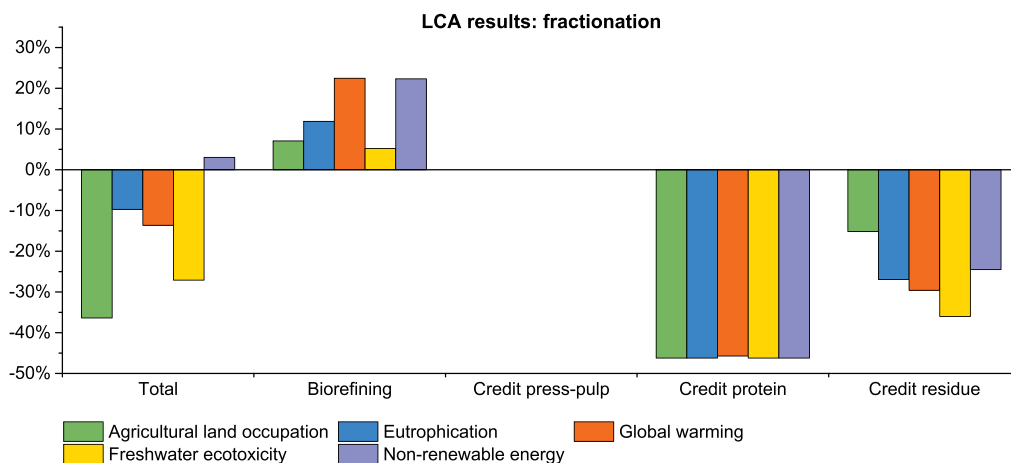 LCA results: fractionation
30%
20%
10%
0%
-10%
-20%
-30%
-40%
-50%
Total Biorefining Credit press-pulp Credit protein Credit residue
Agricultural land occupation Eutrophication Global warming
Freshwater ecotoxicity Non-renewable energy